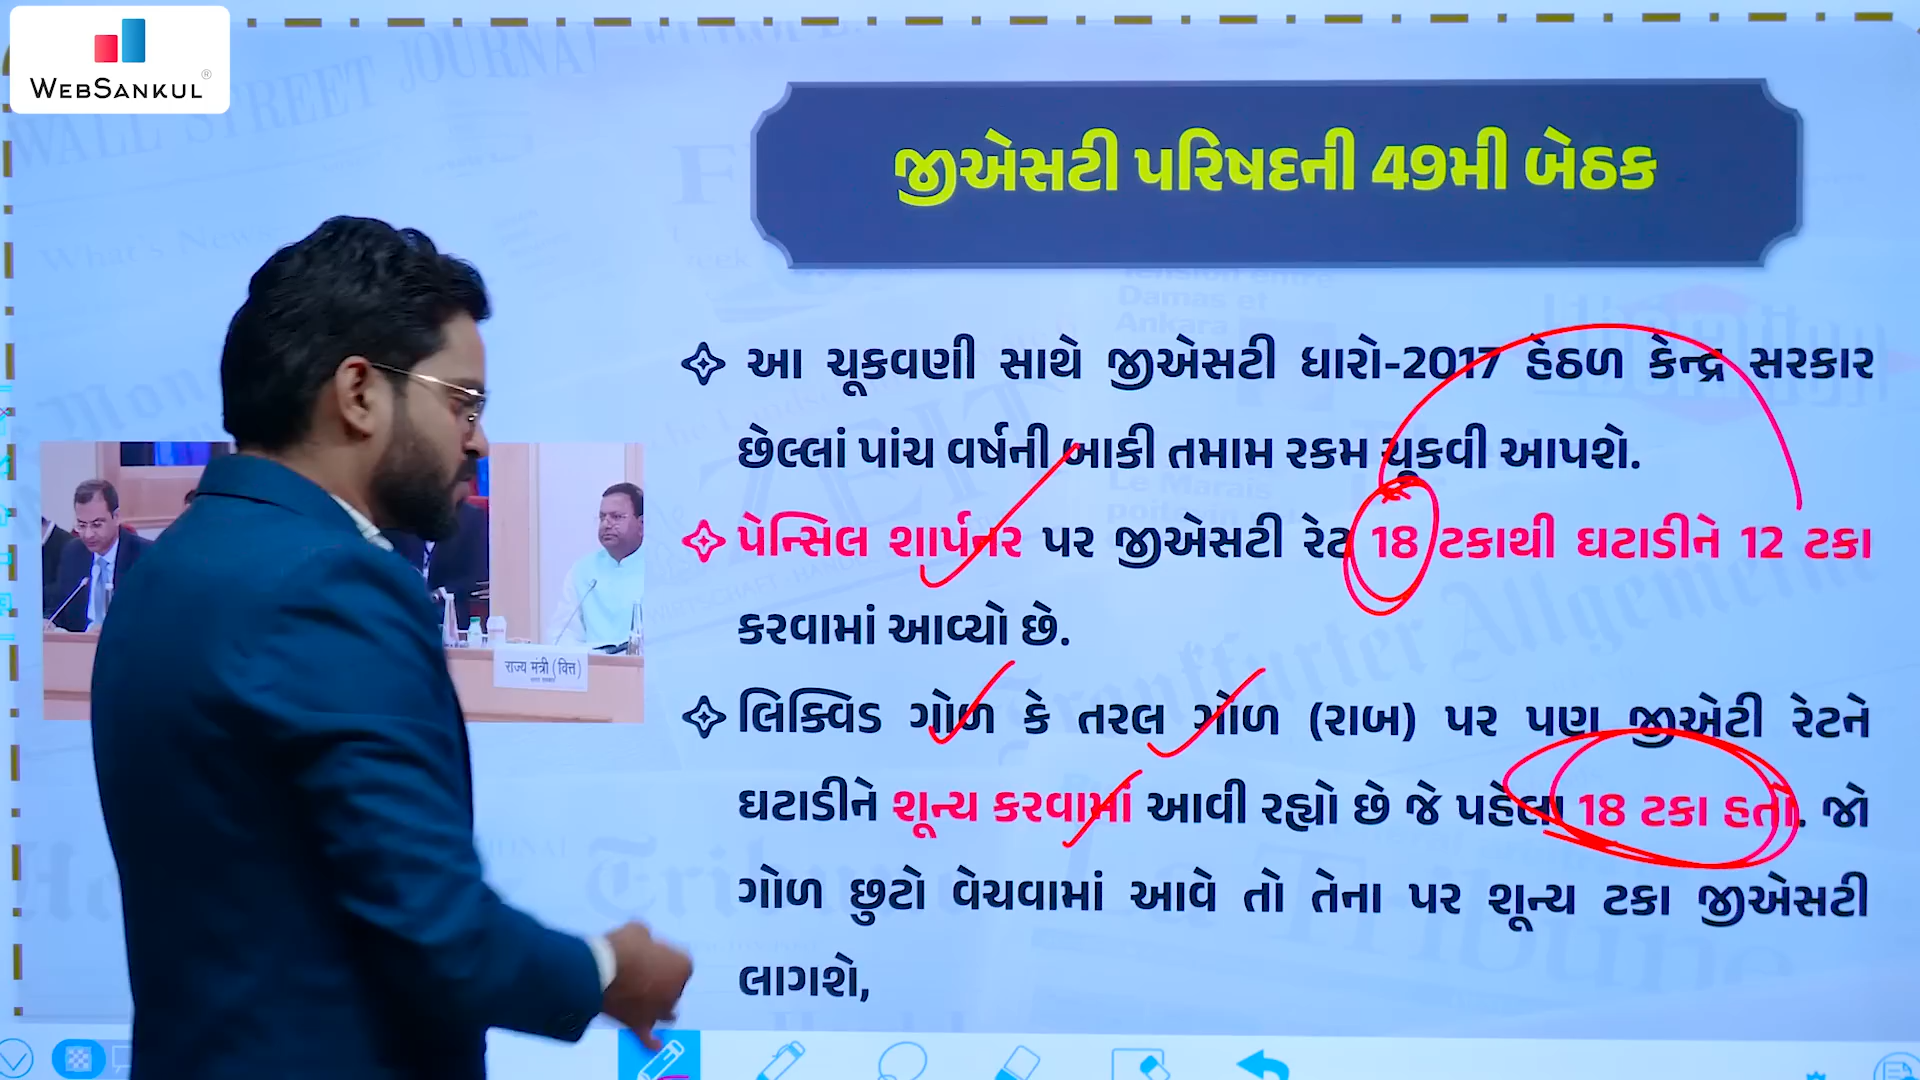 WEBSANKUL®
જીએસટી પરિષદની 49મી બેઠક
આ ચૂકવણી સાથે જીએસટી ધારો-2017 હેઠળ કેન્દ્ર સરકાર
છેલ્લાં પાંચ વર્ષની બાકી તમામ રકમ ચૂકવી આપશે.
પેન્સિલ શાર્પનર પર જીએસટી રેટ 18 ટકાથી ઘટાડીને 12 ટકા
કરવામાં આવ્યો છે.
લિક્વિડ ગોળ કે તરલ ગોળ (રાબ) પર પણ જીએટી રેટને
ઘટાડીને શૂન્ય કરવામાં આવી રહ્યો છે જે પહેલા 18 ટકા હતો. જો
ગોળ છુટો વેચવામાં આવે તો તેના પર શૂન્ય ટકા જીએસટી
લાગશે,
राज्य मंत्री (वित्त)